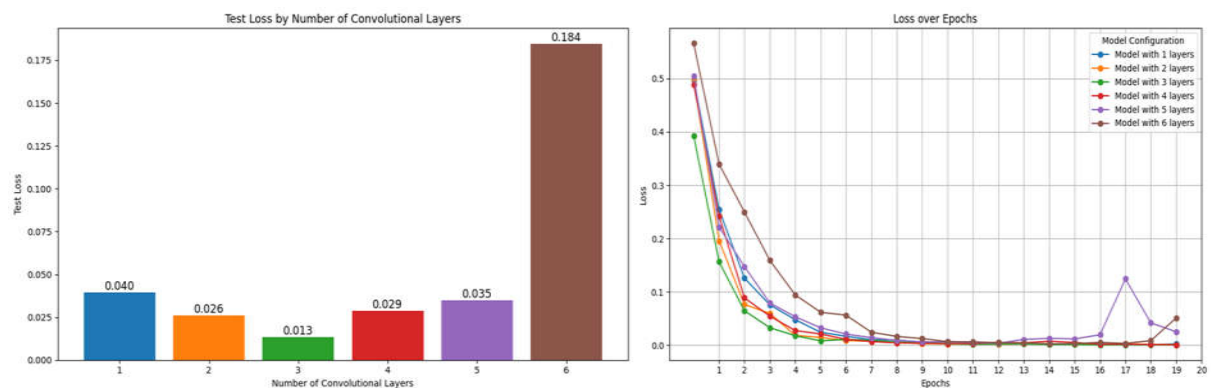 Test Loss by Number of Convolutional Layers
Test Loss
0.175
0.150
0.125
0.100
0.075
0.050
0.025
0.000
0.040
0.026
0.013
0.029
0.035
0.184
1 2 3 4 5 6
Number of Convolutional Layers
Loss over Epochs
Loss
0.5
0.4
0.3
0.2
0.1
0.0
Model Configuration
Model with 1 layers
Model with 2 layers
Model with 3 layers
Model with 4 layers
Model with 5 layers
Model with 6 layers
1 2 3 4 5 6 7 8 9 10 11 12 13 14 15 16 17 18 19 20
Epochs